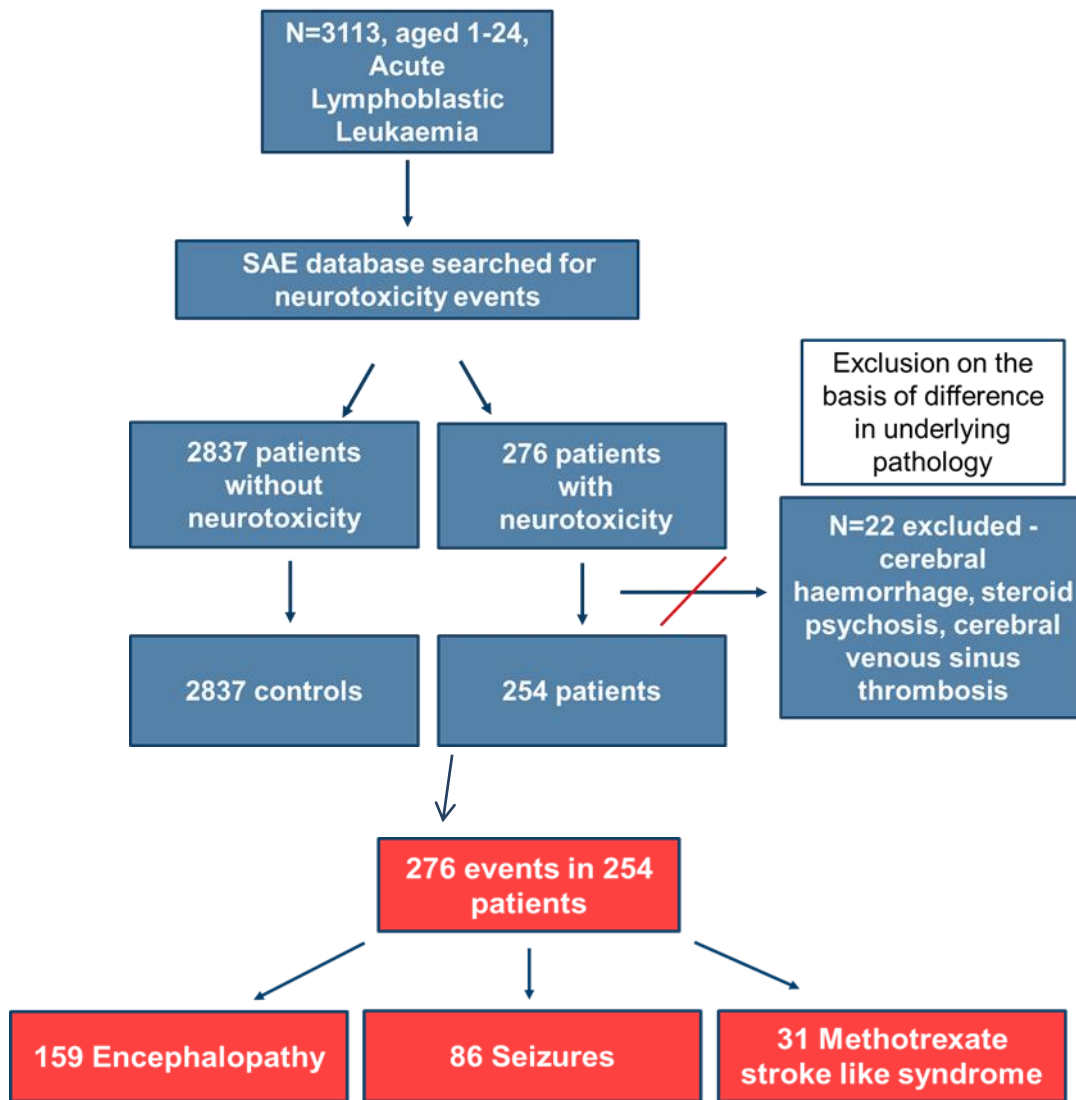 N=3113, aged 1-24,
Acute
Lymphoblastic
Leukaemia
SAE database searched for
neurotoxicity events
Exclusion on the
basis of difference
in underlying
pathology
2837 patients
without
neurotoxicity
276 patients
with
neurotoxicity
N=22 excluded -
cerebral
haemorrhage, steroid
psychosis, cerebral
venous sinus
thrombosis
2837 controls
254 patients
276 events in 254
patients
159 Encephalopathy
86 Seizures
31 Methotrexate
stroke like syndrome